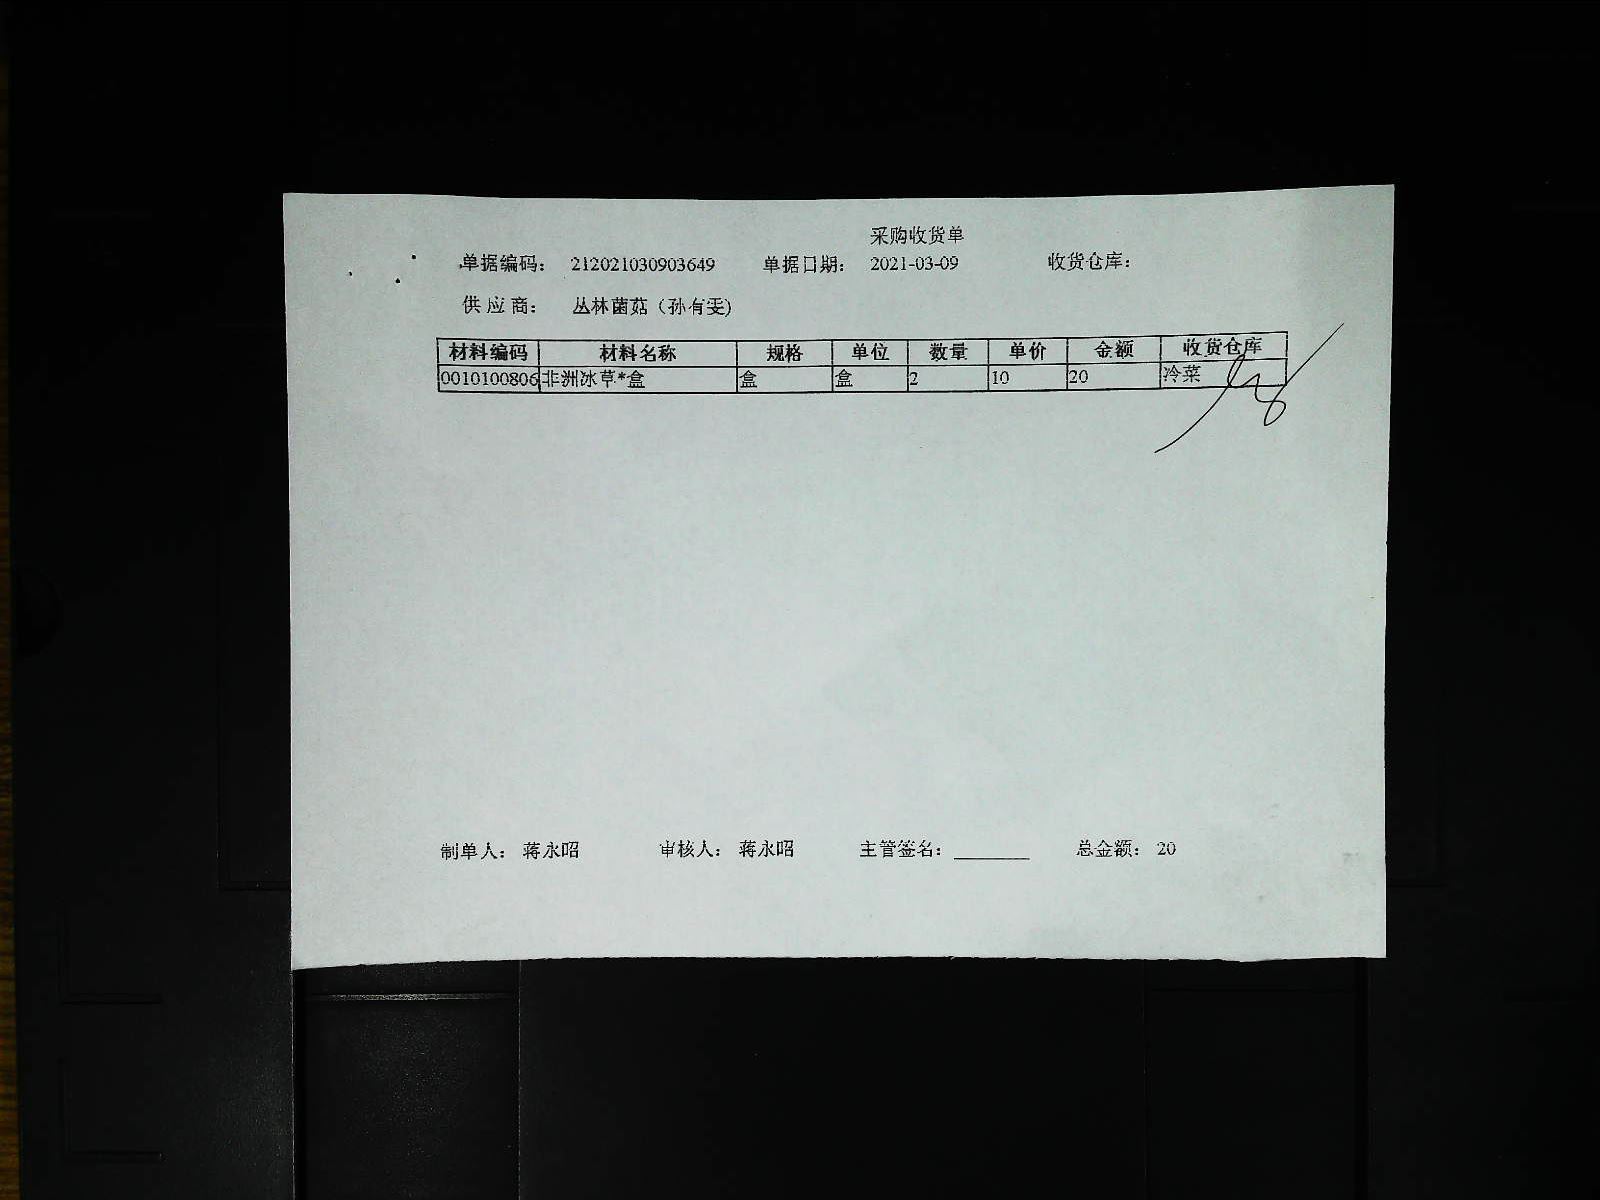 采购收货单
单据编码: 212021030903649 单据日期: 2021-03-09 收货仓库:
供应商: 丛林菌菇(孙有雯)
材料编码 材料名称 规格 单位 数量 单价 金额 收货仓库
0010100806 非洲冰草*盒 盒 盒 2 10 20 冷菜
制单人: 蒋永昭 审核人: 蒋永昭 主管签名: ________ 总金额: 20